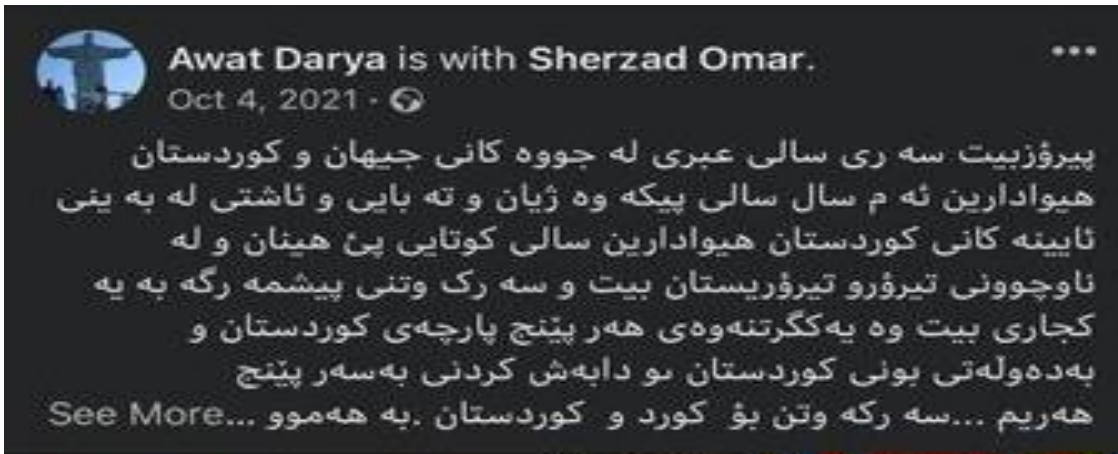 Awat Darya is with Sherzad Omar.
Oct 4, 2021
پیرۆزبیت سه ری سالی عبری له جووه کانی جیهان و کوردستان
هیوادارین ئه م سال سالی پیکه وه ژیان و ته بایی و ئاشتی له به ینی
ئایینه کانی کوردستان هیوادارین سالی کوتایی پێ هینان و له
ناوچوونی تیرۆرو تیرۆریستان بیت و سه رک وتنی پیشمه رگه به یه
کجاری بیت وه یەکگرتنەوەی هەر پێنج پارچەی کوردستان و
بەدەوڵەتی بونی کوردستان بو دابەش کردنی بەسەر پێنج
هەریم ...سه رکه وتن بۆ کورد و کوردستان .به هەموو ...See More